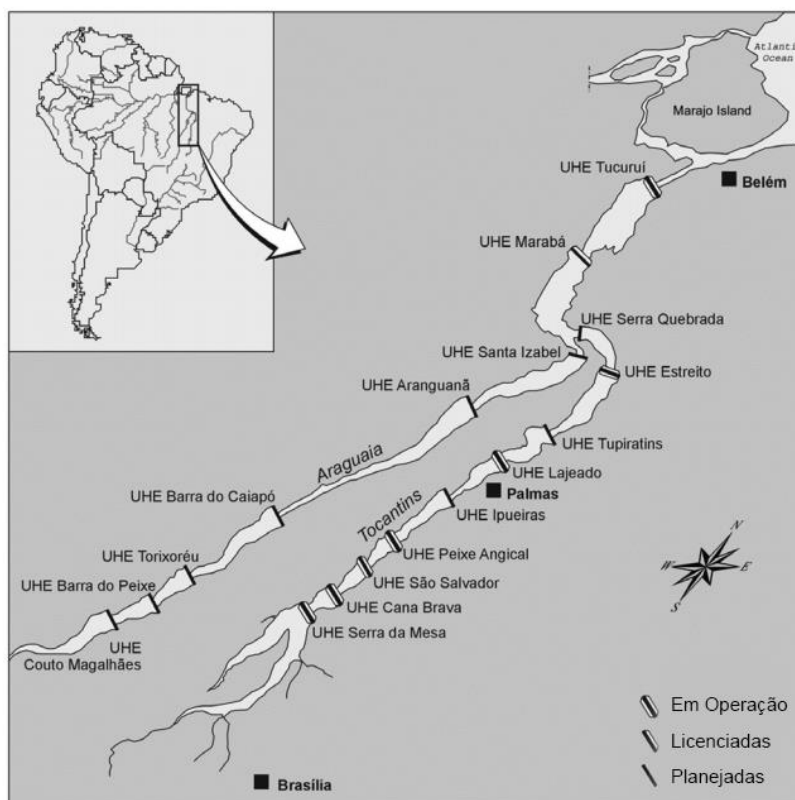 Atlantic
Ocean
Marajo Island
UHE Tucuruí
Belém
UHE Marabá
UHE Serra Quebrada
UHE Santa Izabel
UHE Estreito
UHE Aranguanã
Araguaia
UHE Tupiratins
UHE Lajeado
Palmas
UHE Barra do Caiapó
Tocantins
UHE Ipueiras
UHE Torixoréu
UHE Peixe Angical
UHE São Salvador
UHE Barra do Peixe
UHE Cana Brava
UHE Serra da Mesa
UHE
Couto Magalhães
N
W
E
S
Em Operação
Licenciadas
Planejadas
Brasília